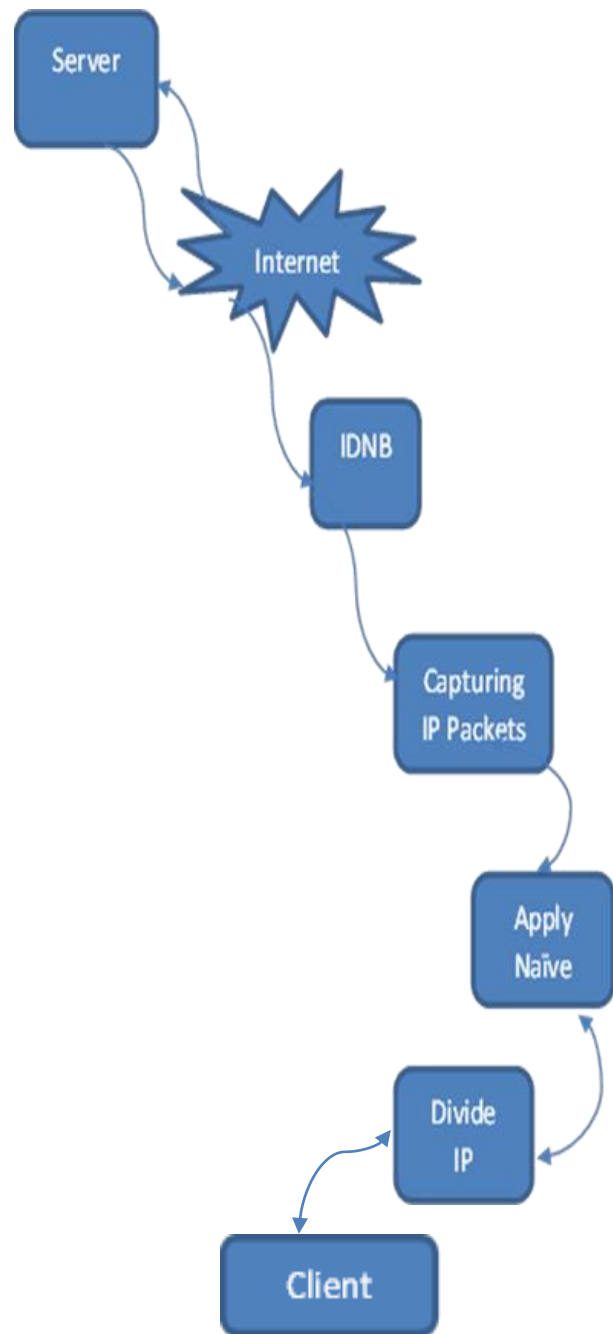 Server
Internet
IDNB
Capturing
IP Packets
Apply
Naïve
Divide
IP
Client